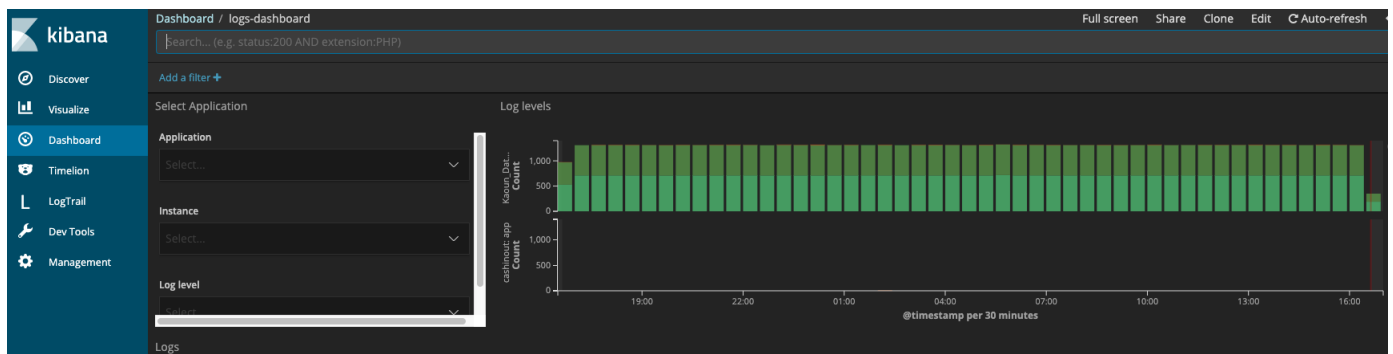 kibana
Discover
Visualize
Dashboard
Timelion
L LogTrail
Dev Tools
Management
Dashboard / logs-dashboard
Full screen Share Clone Edit Auto-refresh
Search... (e.g. status:200 AND extension:PHP)
Add a filter +
Select Application
Application
Select...
Instance
Select...
Log level
Select...
Log levels
Kaoun_Dat...
Count
1,000
500
0
cashinout: app
Count
1,000
500
0
19:00 22:00 01:00 04:00 07:00 10:00 13:00 16:00
@timestamp per 30 minutes
Logs